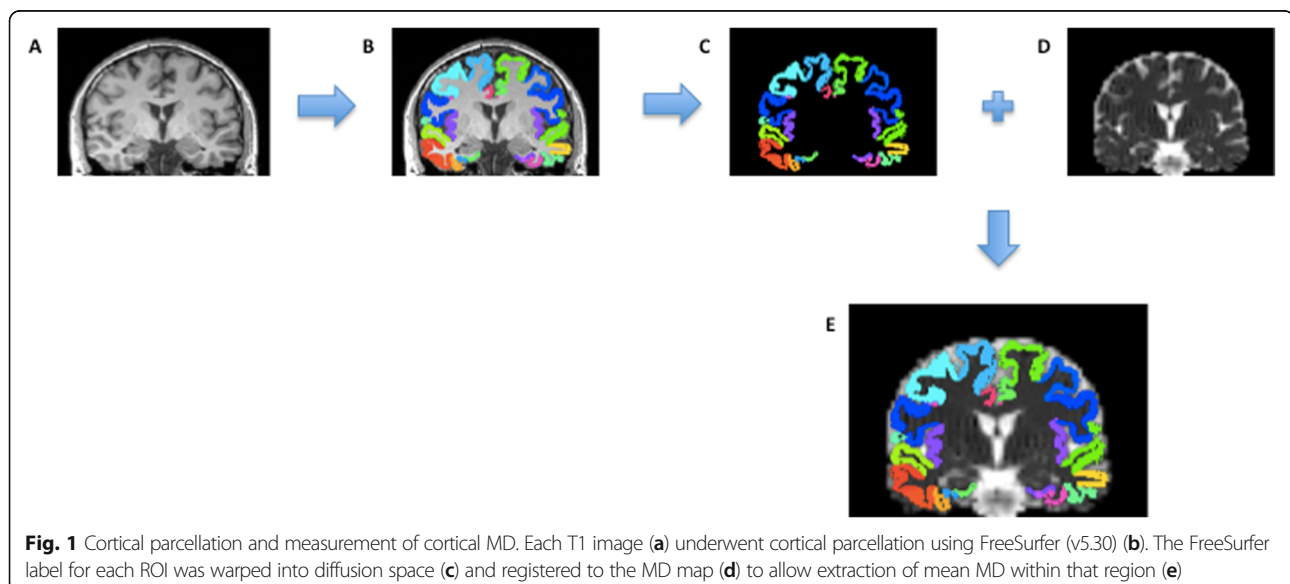 A
B
C
D
E
Fig. 1 Cortical parcellation and measurement of cortical MD. Each T1 image (a) underwent cortical parcellation using FreeSurfer (v5.30) (b). The FreeSurfer
label for each ROI was warped into diffusion space (c) and registered to the MD map (d) to allow extraction of mean MD within that region (e)